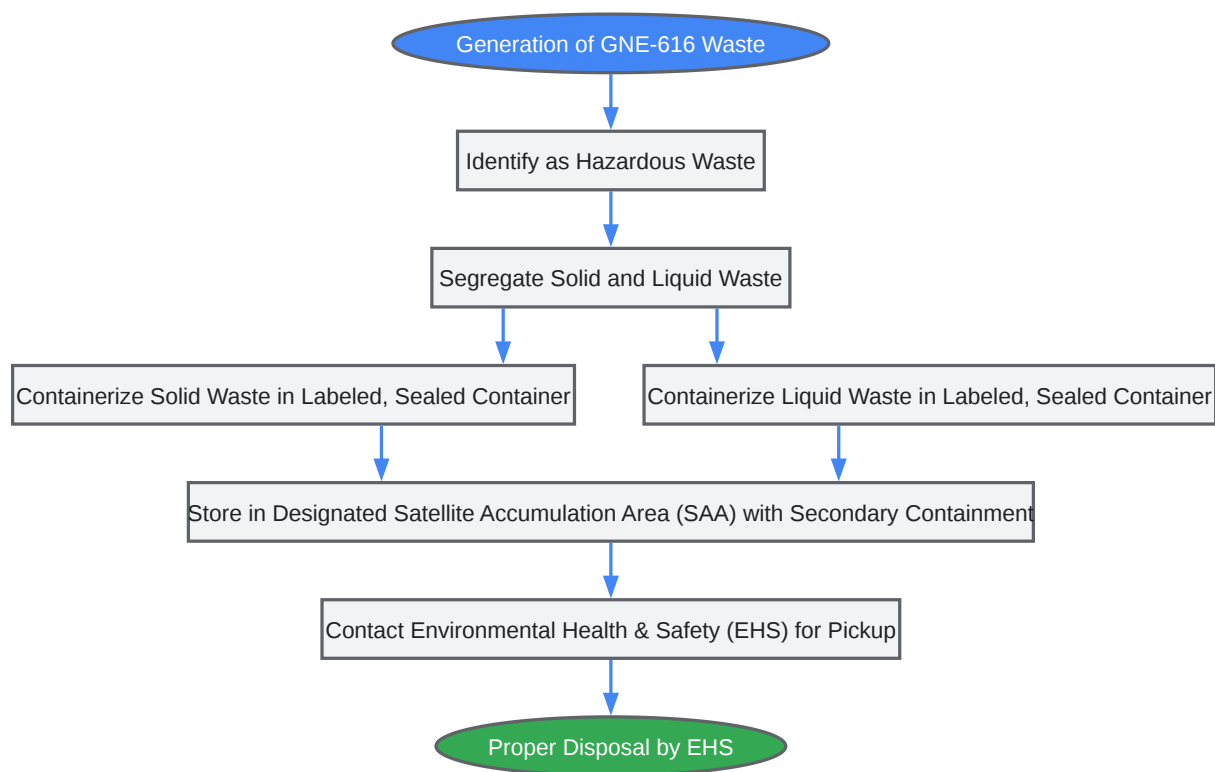 Generation of GNE-616 Waste
Identify as Hazardous Waste
Segregate Solid and Liquid Waste
Containerize Solid Waste in Labeled, Sealed Container
Containerize Liquid Waste in Labeled, Sealed Container
Store in Designated Satellite Accumulation Area (SAA) with Secondary Containment
Contact Environmental Health & Safety (EHS) for Pickup
Proper Disposal by EHS